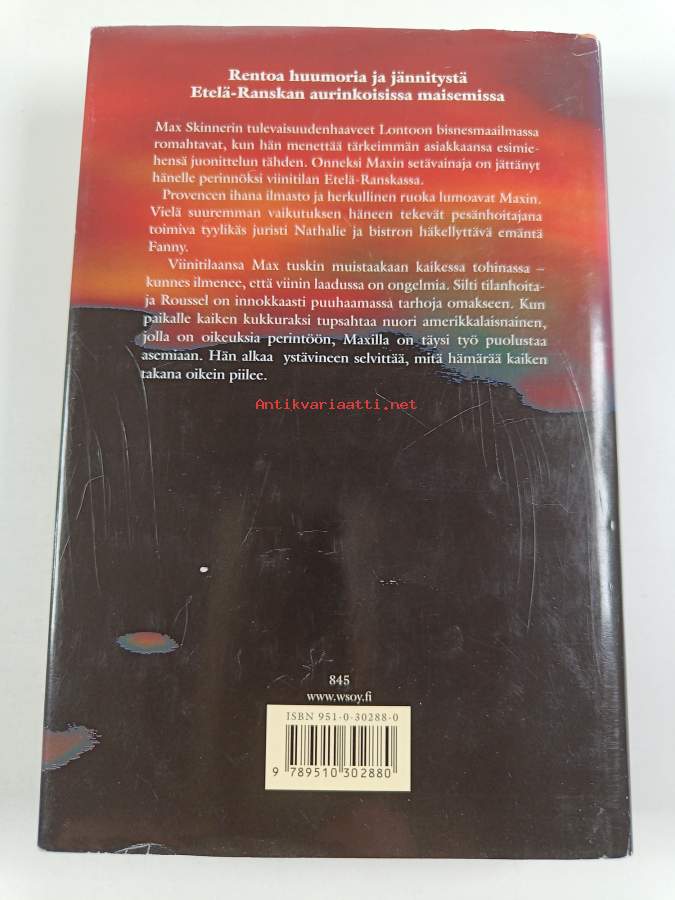 Rentoa huumoria ja jännitystä
Etelä-Ranskan aurinkoisissa maisemissa
Max Skinnerin tulevaisuudenhaaveet Lontoon bisnesmaailmassa
romahtavat, kun hän menettää tärkeimmän asiakkaansa esimie-
hensä juonittelun tähden. Onneksi Maxin setävainaja on jättänyt
hänelle perinnöksi viinitilan Etelä-Ranskassa.
Provencen ihana ilmasto ja herkullinen ruoka lumoavat Maxin.
Vielä suuremman vaikutuksen häneen tekevät pesänhoitajana
toimiva tyylikäs juristi Nathalie ja bistron häkellyttävä emäntä
Fanny.
Viinitilaansa Max tuskin muistaakaan kaikessa tohinassa –
kunnes ilmenee, että viinin laadussa on ongelmia. Silti tilanhoita-
ja Roussel on innokkaasti puuhaamassa tarhoja omakseen. Kun
paikalle kaiken kukkuraksi tupsahtaa nuori amerikkalaisnainen,
jolla on oikeuksia perintöön, Maxilla on täysi työ puolustaa
asemiaan. Hän alkaa ystävineen selvittää, mitä hämärää kaiken
takana oikein piilee.
Antikvariaatti.net
845
www.wsoy.fi
ISBN 951-0-30288-0
9 789510 302880